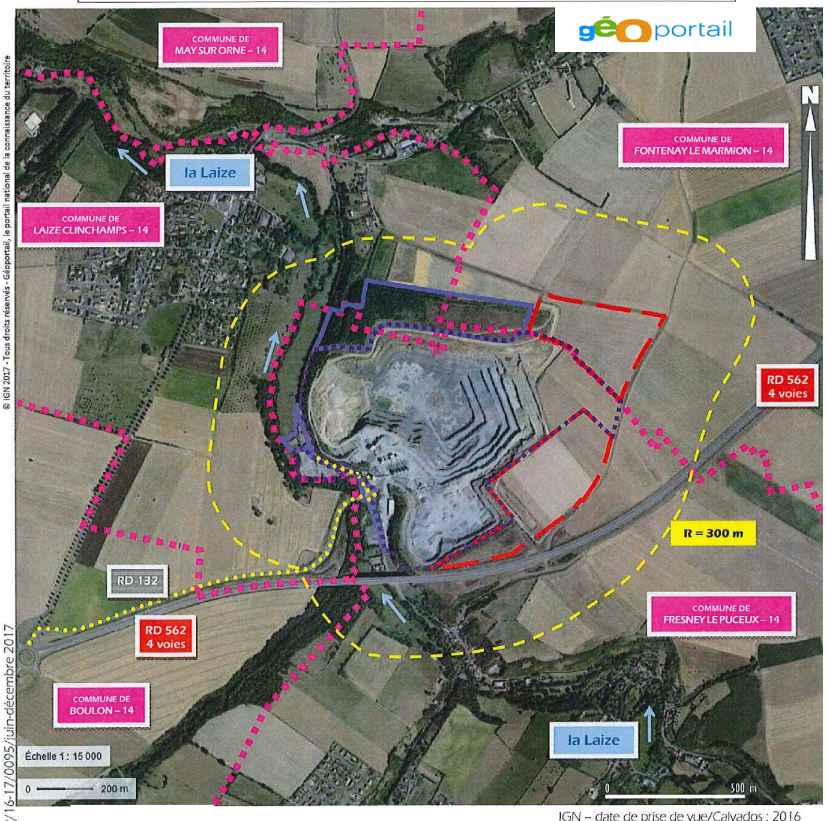 géOportail
COMMUNE DE
MAY SUR ORNE – 14
N
COMMUNE DE
FONTENAY LE MARMION – 14
la Laize
COMMUNE DE
LAIZE CLINCHAMPS – 14
© IGN 2017 - Tous droits réservés - Géoportail, le portail national de la connaissance du territoire
RD 562
4 voies
R = 300 m
RD 132
RD 562
4 voies
COMMUNE DE
FRESNEY LE PUCEUX – 14
COMMUNE DE
BOULON – 14
la Laize
Échelle 1 : 15 000
0 200 m
0 500 m
/16-17/0095/juin-décembre 2017
IGN – date de prise de vue/Calvados : 2016